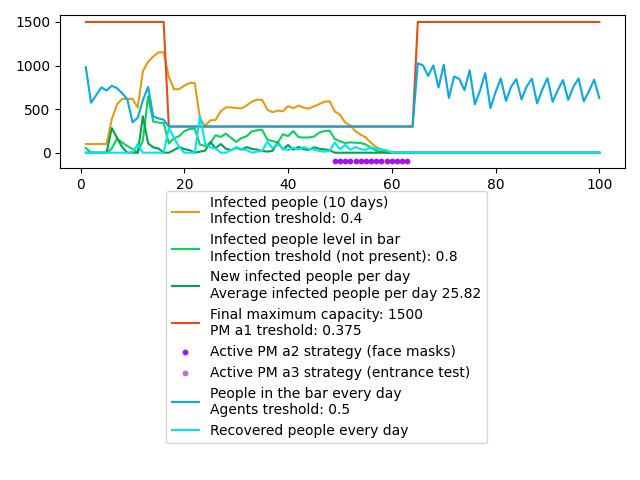 1500
1000
500
0
0 20 40 60 80 100
Infected people (10 days)
Infection treshold: 0.4
Infected people level in bar
Infection treshold (not present): 0.8
New infected people per day
Average infected people per day 25.82
Final maximum capacity: 1500
PM a1 treshold: 0.375
Active PM a2 strategy (face masks)
Active PM a3 strategy (entrance test)
People in the bar every day
Agents treshold: 0.5
Recovered people every day